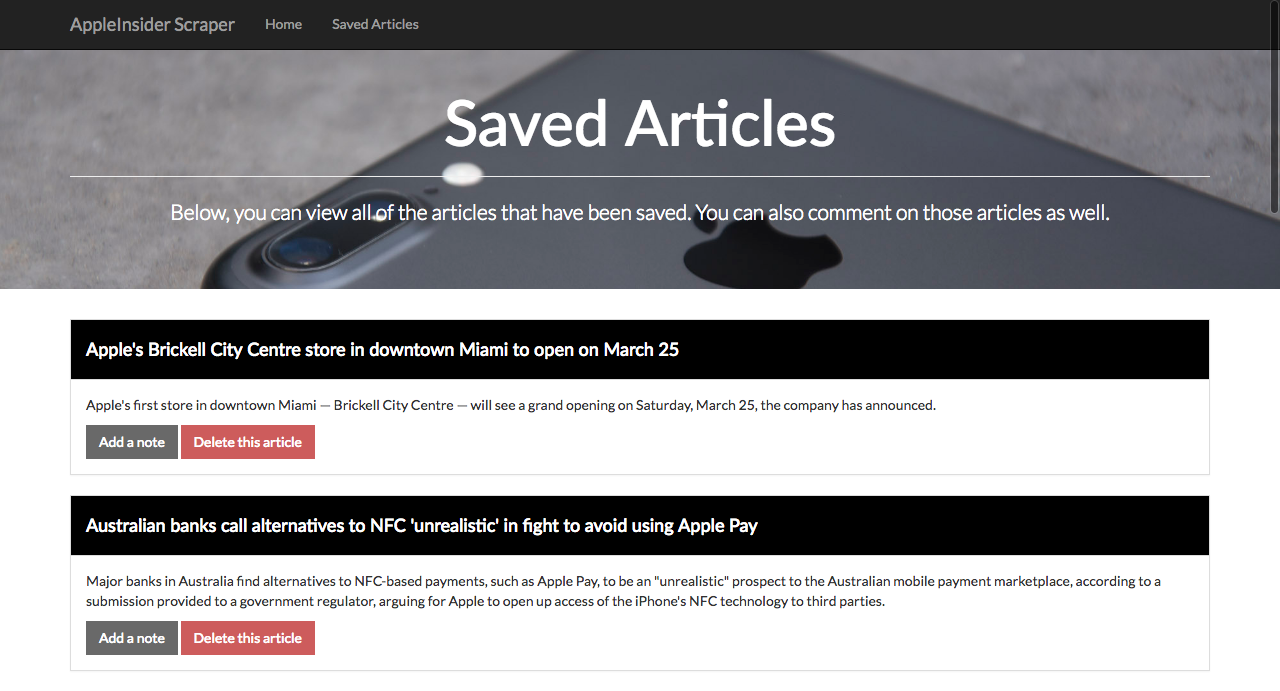 AppleInsider Scraper Home Saved Articles
Saved Articles
Below, you can view all of the articles that have been saved. You can also comment on those articles as well.
Apple's Brickell City Centre store in downtown Miami to open on March 25
Apple's first store in downtown Miami — Brickell City Centre — will see a grand opening on Saturday, March 25, the company has announced.
Add a note Delete this article
Australian banks call alternatives to NFC 'unrealistic' in fight to avoid using Apple Pay
Major banks in Australia find alternatives to NFC-based payments, such as Apple Pay, to be an "unrealistic" prospect to the Australian mobile payment marketplace, according to a
submission provided to a government regulator, arguing for Apple to open up access of the iPhone's NFC technology to third parties.
Add a note Delete this article